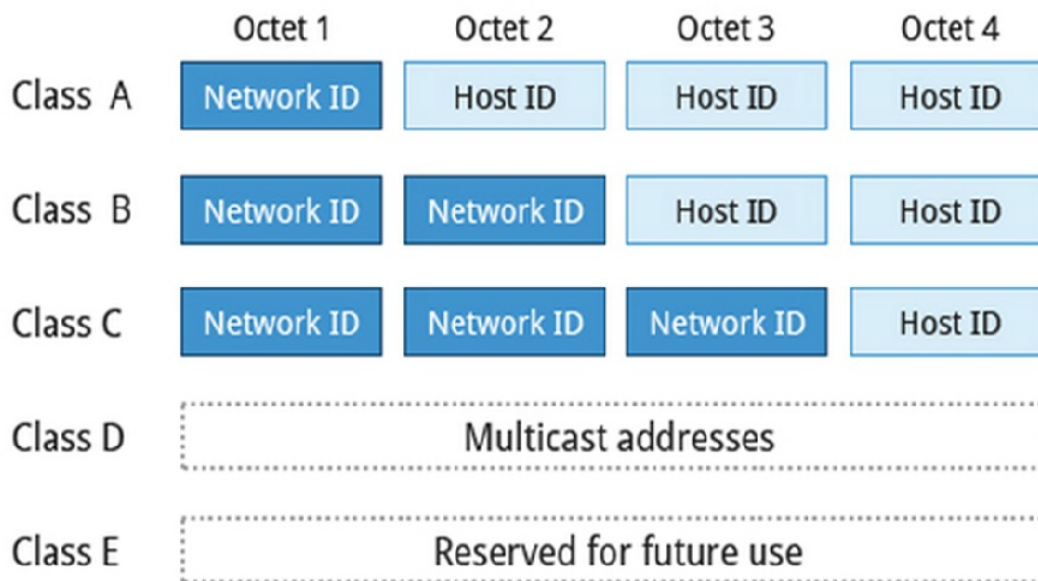 Octet 1 Octet 2 Octet 3 Octet 4
Class A Network ID Host ID Host ID Host ID
Class B Network ID Network ID Host ID Host ID
Class C Network ID Network ID Network ID Host ID
Class D Multicast addresses
Class E Reserved for future use